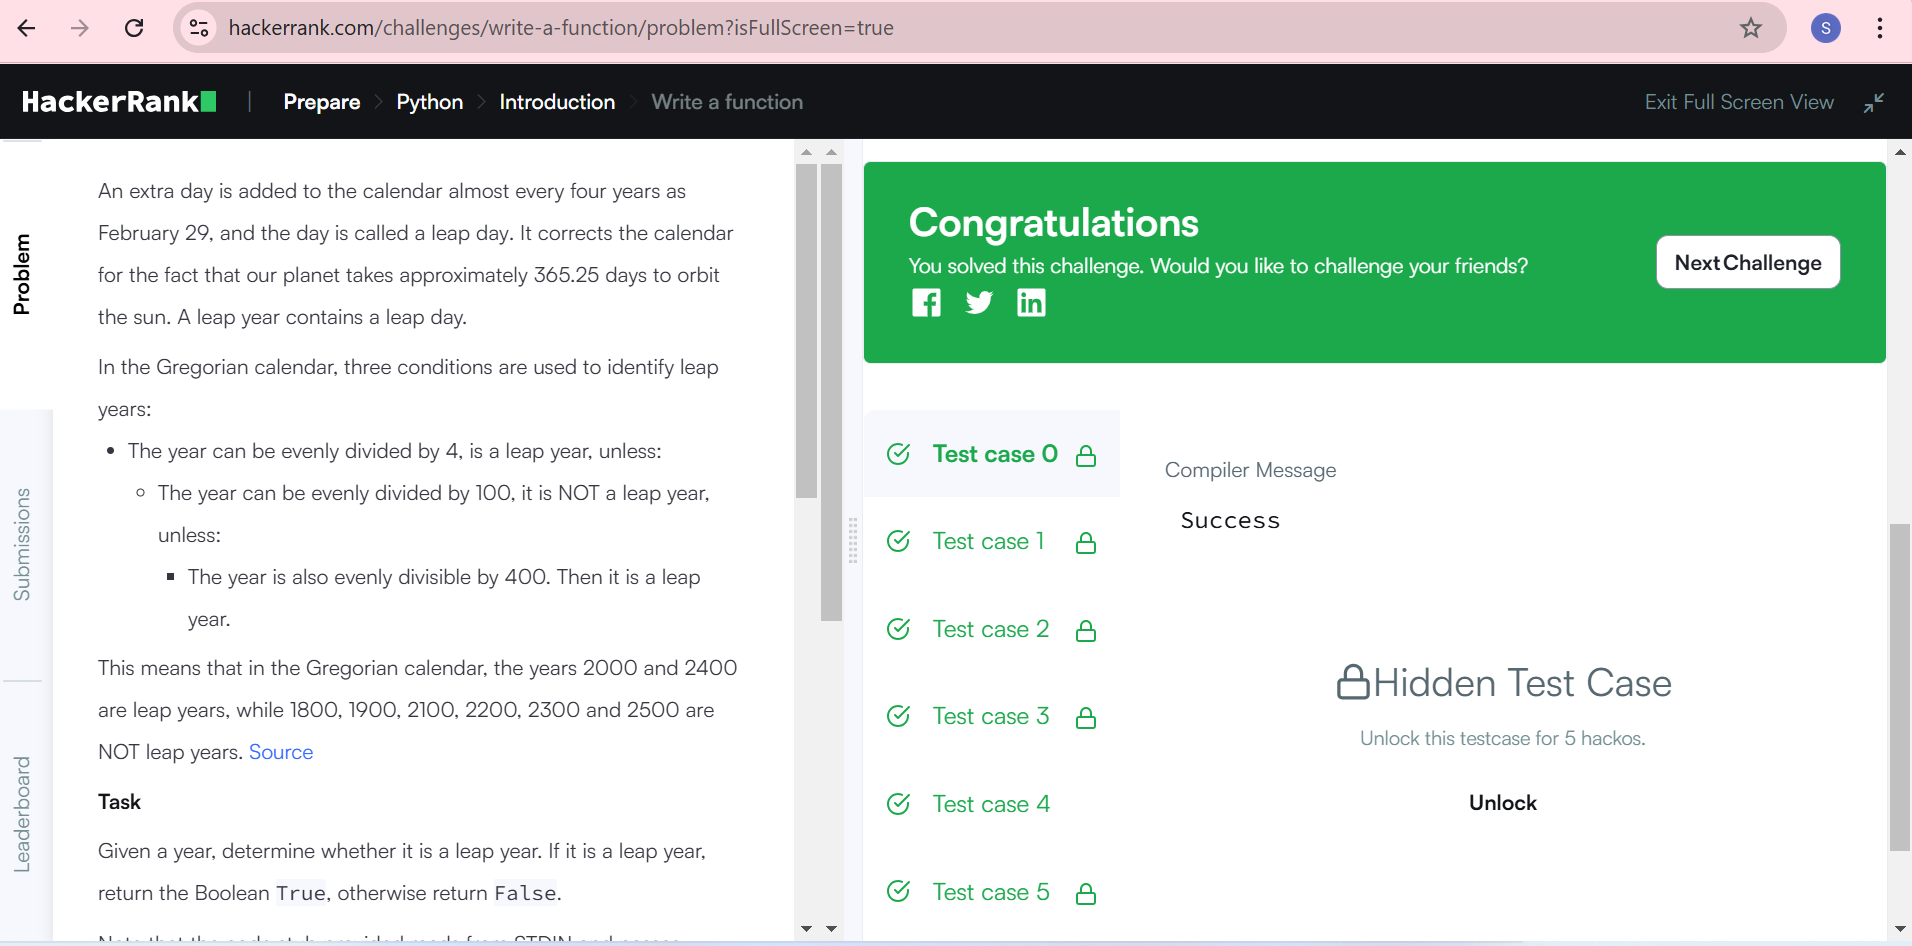 hackerrank.com/challenges/write-a-function/problem?isFullScreen=true
S
HackerRank
Prepare
Python
Introduction
Write a function
Exit Full Screen View
Problem
Submissions
Leaderboard
An extra day is added to the calendar almost every four years as
February 29, and the day is called a leap day. It corrects the calendar
for the fact that our planet takes approximately 365.25 days to orbit
the sun. A leap year contains a leap day.
In the Gregorian calendar, three conditions are used to identify leap
years:
The year can be evenly divided by 4, is a leap year, unless:
The year can be evenly divided by 100, it is NOT a leap year,
unless:
The year is also evenly divisible by 400. Then it is a leap
year.
This means that in the Gregorian calendar, the years 2000 and 2400
are leap years, while 1800, 1900, 2100, 2200, 2300 and 2500 are
NOT leap years. Source
Task
Given a year, determine whether it is a leap year. If it is a leap year,
return the Boolean True, otherwise return False.
Congratulations
You solved this challenge. Would you like to challenge your friends?
Next Challenge
Test case 0
Test case 1
Test case 2
Test case 3
Test case 4
Test case 5
Compiler Message
Success
Hidden Test Case
Unlock this testcase for 5 hackos.
Unlock